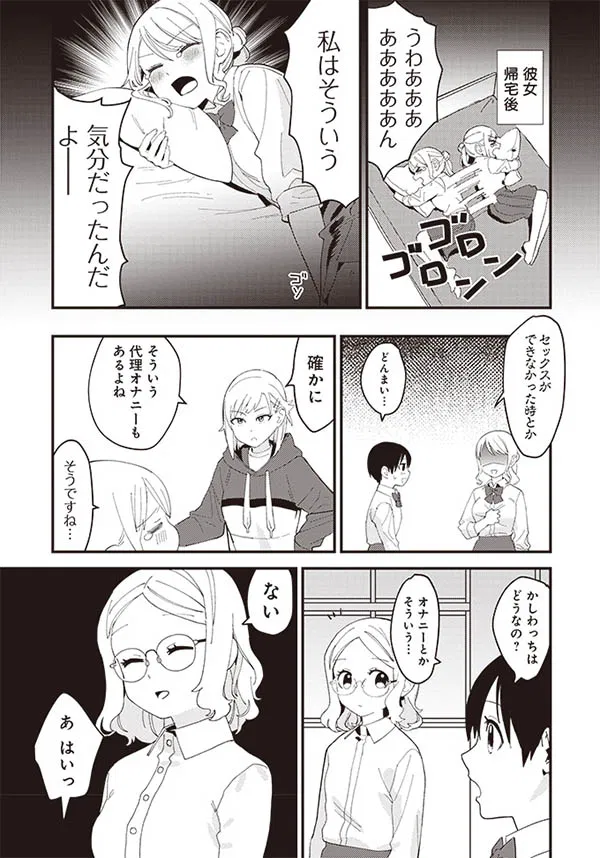 彼女
帰宅後
うわあああ
ああああああん
ゴロンゴロン
私はそういう
気分だったんだ
よ──
セックスが
できなかった時とか
どんまい…
確かに
そういう
代理オナニーも
あるよね
そうですね…
かしわっちは
どうなの?
オナニーとか
そういう…
ない
あ はいっ